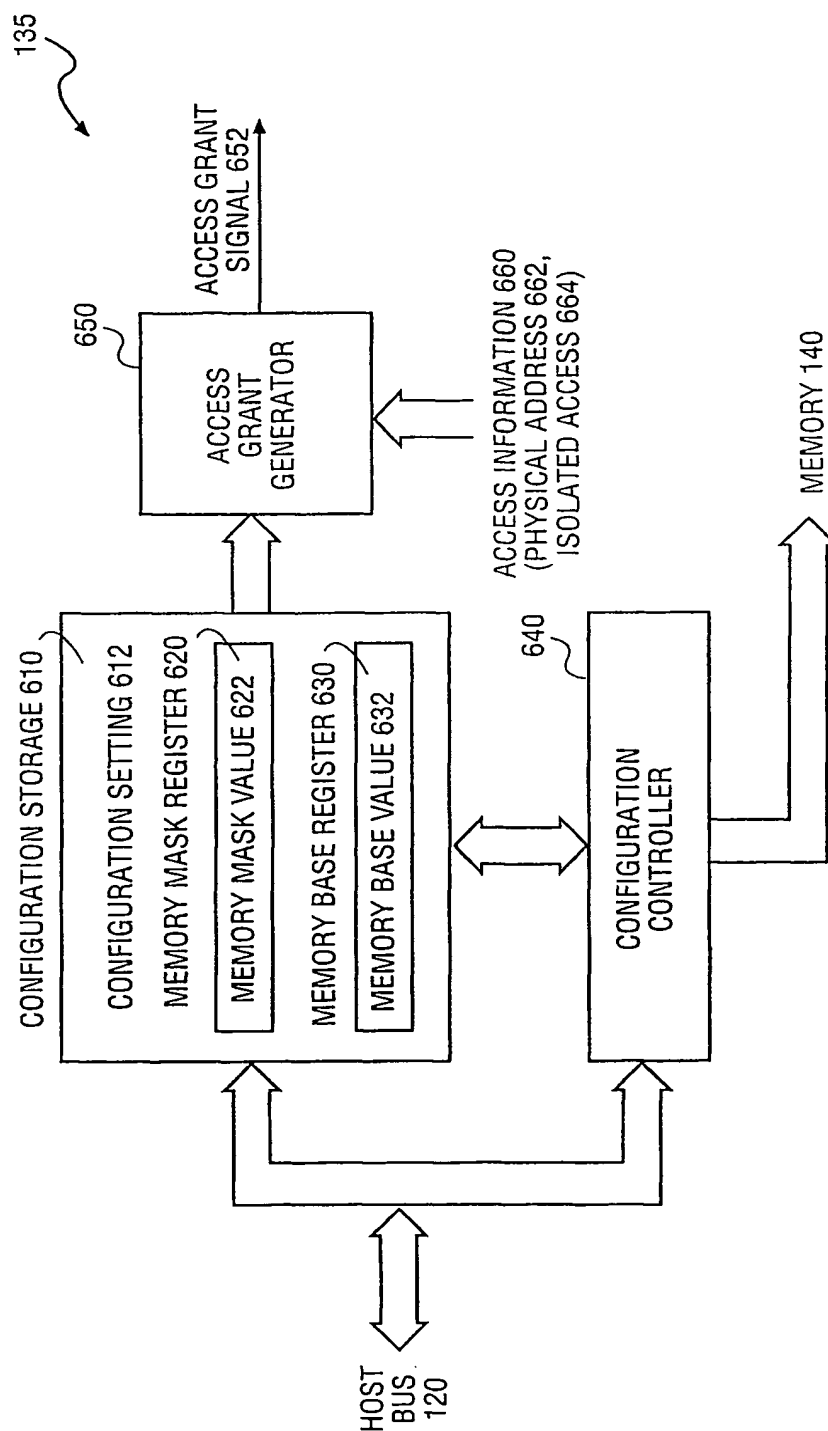 135
CONFIGURATION STORAGE 610
CONFIGURATION SETTING 612
MEMORY MASK REGISTER 620
MEMORY MASK VALUE 622
MEMORY BASE REGISTER 630
MEMORY BASE VALUE 632
650
ACCESS
GRANT
GENERATOR
ACCESS GRANT
SIGNAL 652
ACCESS INFORMATION 660
(PHYSICAL ADDRESS 662,
ISOLATED ACCESS 664)
HOST
BUS
120
640
CONFIGURATION
CONTROLLER
MEMORY 140